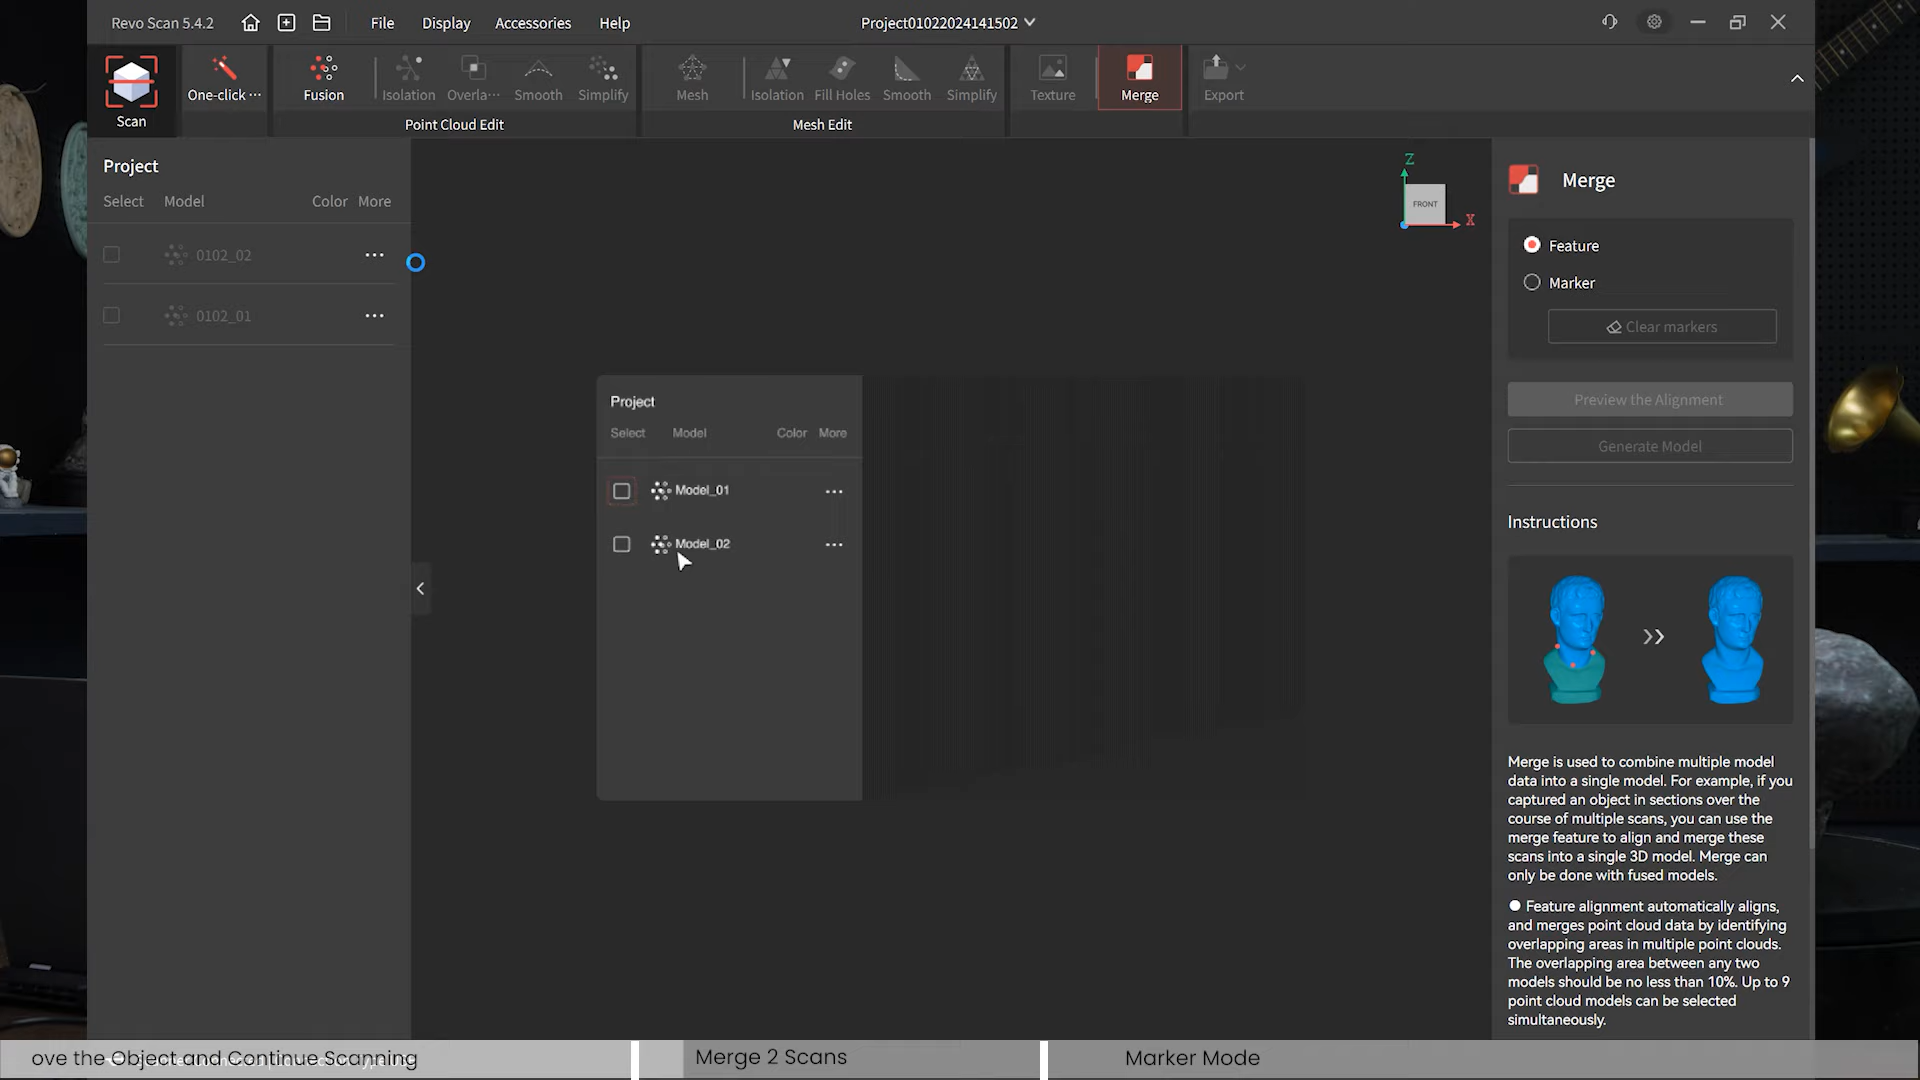 Revo Scan 5.4.2
File
Display
Accessories
Help
Project01022024141502
Scan
One-click ···
Fusion
Isolation
Overla···
Smooth
Simplify
Point Cloud Edit
Mesh
Isolation
Fill Holes
Smooth
Simplify
Mesh Edit
Texture
Merge
Export
Project
Select Model Color More
0102_02
0102_01
Z
FRONT
X
Project
Select Model Color More
Model_01
Model_02
Merge
Feature
Marker
Clear markers
Preview the Alignment
Generate Model
Instructions
Merge is used to combine multiple model
data into a single model. For example, if you
captured an object in sections over the
course of multiple scans, you can use the
merge feature to align and merge these
scans into a single 3D model. Merge can
only be done with fused models.
● Feature alignment automatically aligns,
and merges point cloud data by identifying
overlapping areas in multiple point clouds.
The overlapping area between any two
models should be no less than 10%. Up to 9
point cloud models can be selected
simultaneously.
ove the Object and Continue Scanning
Merge 2 Scans
Marker Mode